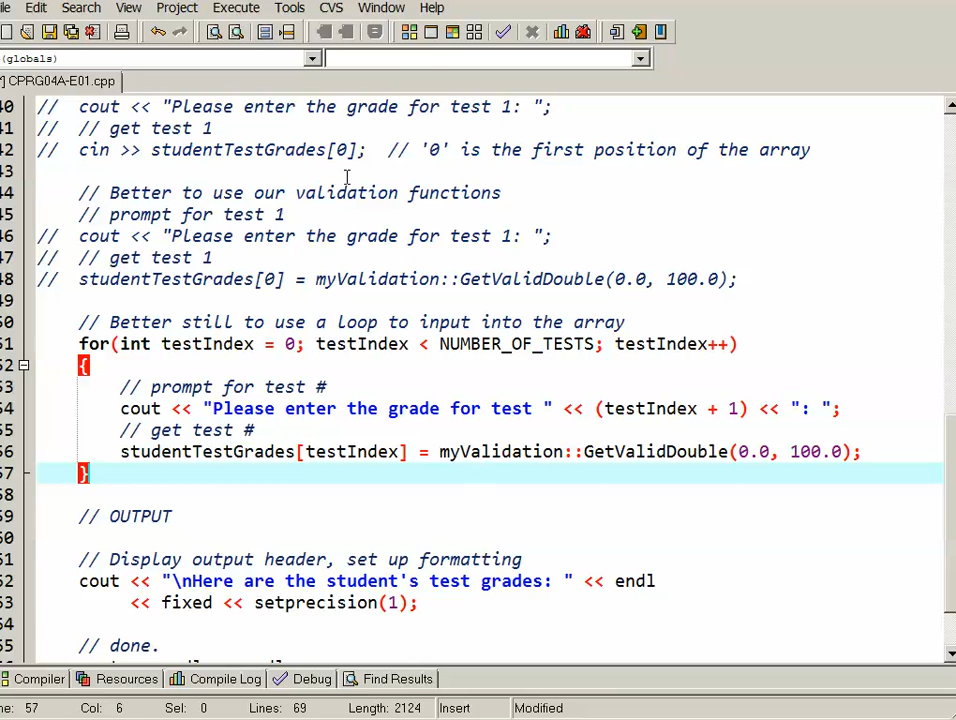 le Edit Search View Project Execute Tools CVS Window Help
(globals)
CPRG04A-E01.cpp
40 // cout << "Please enter the grade for test 1: ";
41 // // get test 1
42 // cin >> studentTestGrades[0]; // '0' is the first position of the array
43
44 // Better to use our validation functions
45 // prompt for test 1
46 // cout << "Please enter the grade for test 1: ";
47 // // get test 1
48 // studentTestGrades[0] = myValidation::GetValidDouble(0.0, 100.0);
49
50 // Better still to use a loop to input into the array
51 for(int testIndex = 0; testIndex < NUMBER_OF_TESTS; testIndex++)
52 {
53 // prompt for test #
54 cout << "Please enter the grade for test " << (testIndex + 1) << ": ";
55 // get test #
56 studentTestGrades[testIndex] = myValidation::GetValidDouble(0.0, 100.0);
57 }
58
59 // OUTPUT
60
61 // Display output header, set up formatting
62 cout << "\nHere are the student's test grades: " << endl
63 << fixed << setprecision(1);
64
65 // done.
Compiler Resources Compile Log Debug Find Results
ne: 57 Col: 6 Sel: 0 Lines: 69 Length: 2124 Insert Modified